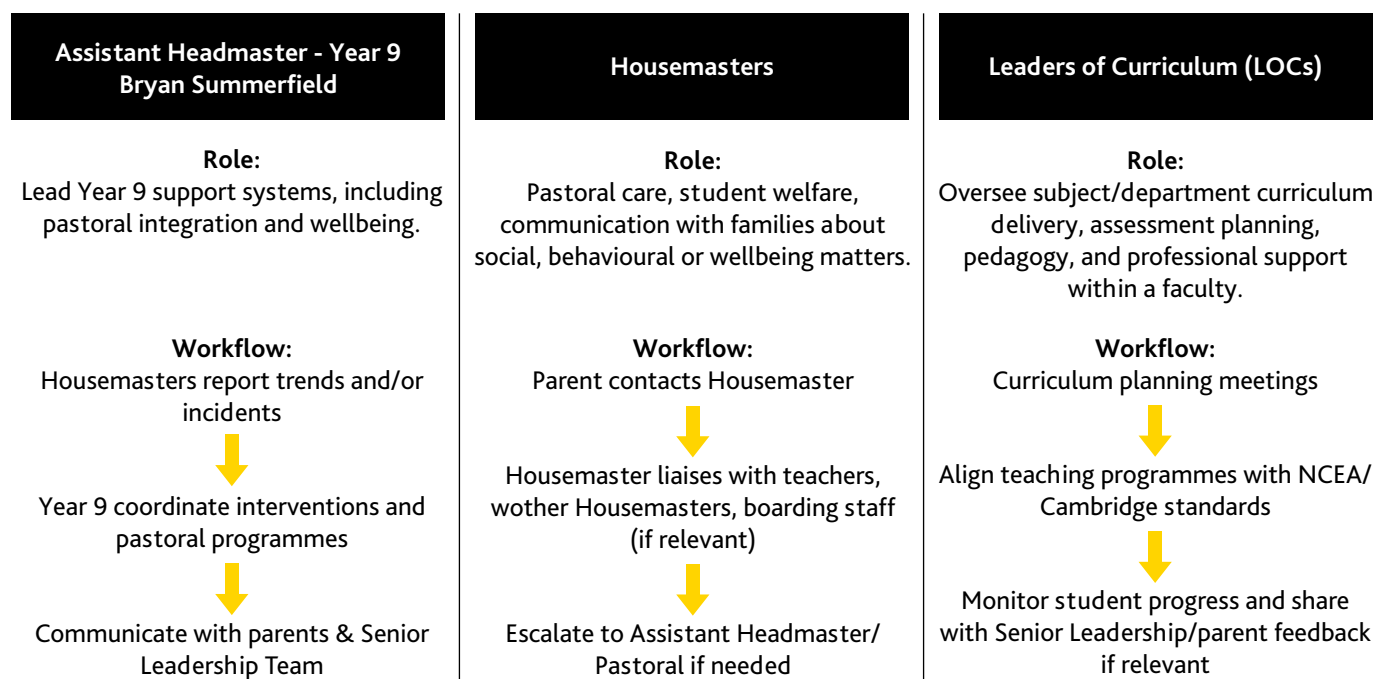 Assistant Headmaster - Year 9
Bryan Summerfield
Role:
Lead Year 9 support systems, including
pastoral integration and wellbeing.
Workflow:
Housemasters report trends and/or
incidents
Year 9 coordinate interventions and
pastoral programmes
Communicate with parents & Senior
Leadership Team
Housemasters
Role:
Pastoral care, student welfare,
communication with families about
social, behavioural or wellbeing matters.
Workflow:
Parent contacts Housemaster
Housemaster liaises with teachers,
wother Housemasters, boarding staff
(if relevant)
Escalate to Assistant Headmaster/
Pastoral if needed
Leaders of Curriculum (LOCs)
Role:
Oversee subject/department curriculum
delivery, assessment planning,
pedagogy, and professional support
within a faculty.
Workflow:
Curriculum planning meetings
Align teaching programmes with NCEA/
Cambridge standards
Monitor student progress and share
with Senior Leadership/parent feedback
if relevant